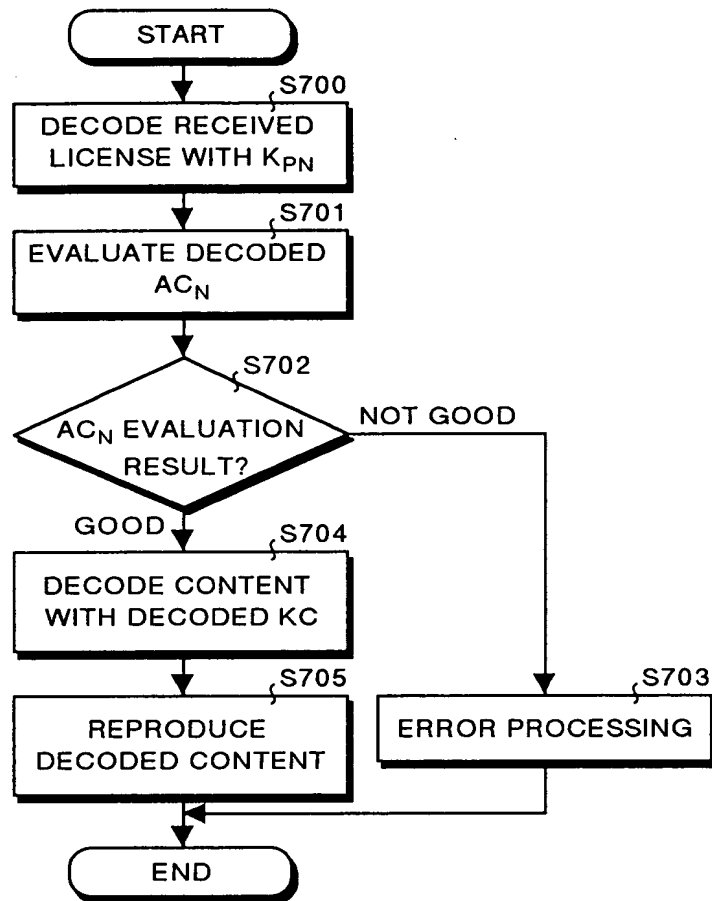 START
S700
DECODE RECEIVED
LICENSE WITH KPN
S701
EVALUATE DECODED
ACN
S702
ACN EVALUATION
RESULT?
NOT GOOD
GOOD
S704
DECODE CONTENT
WITH DECODED KC
S705
REPRODUCE
DECODED CONTENT
S703
ERROR PROCESSING
END